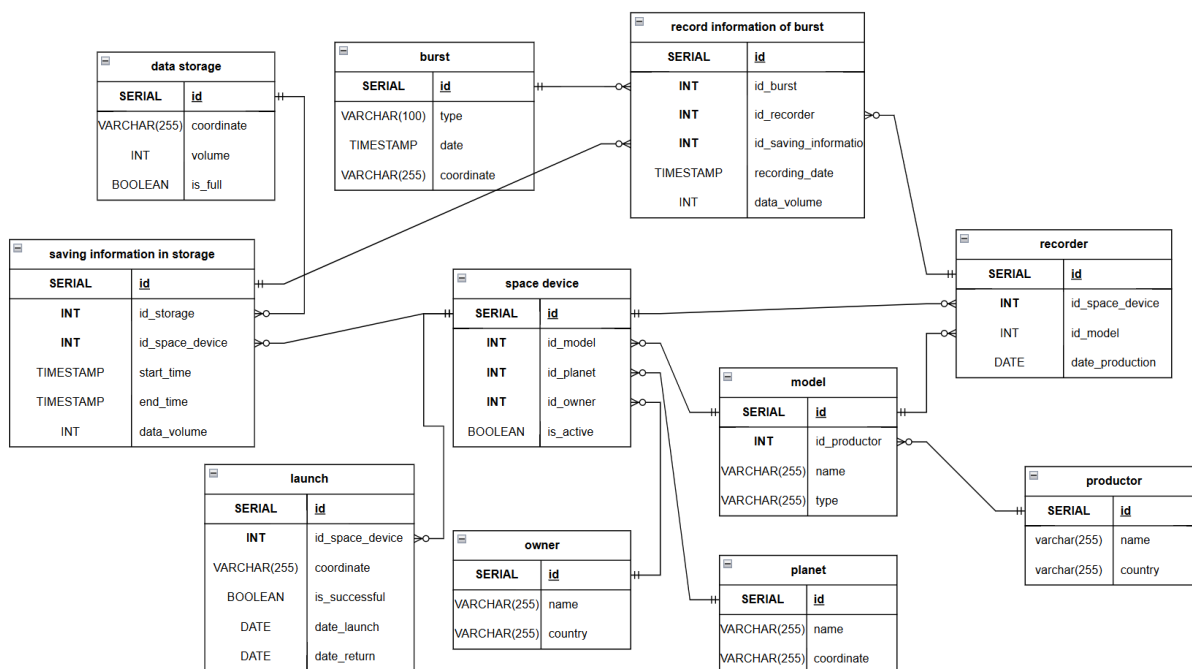 data storage
SERIAL id
VARCHAR(255) coordinate
INT volume
BOOLEAN is_full
burst
SERIAL id
VARCHAR(100) type
TIMESTAMP date
VARCHAR(255) coordinate
record information of burst
SERIAL id
INT id_burst
INT id_recorder
INT id_saving_informatio
TIMESTAMP recording_date
INT data_volume
saving information in storage
SERIAL id
INT id_storage
INT id_space_device
TIMESTAMP start_time
TIMESTAMP end_time
INT data_volume
space device
SERIAL id
INT id_model
INT id_planet
INT id_owner
BOOLEAN is_active
recorder
SERIAL id
INT id_space_device
INT id_model
DATE date_production
model
SERIAL id
INT id_productor
VARCHAR(255) name
VARCHAR(255) type
launch
SERIAL id
INT id_space_device
VARCHAR(255) coordinate
BOOLEAN is_successful
DATE date_launch
DATE date_return
owner
SERIAL id
VARCHAR(255) name
VARCHAR(255) country
planet
SERIAL id
VARCHAR(255) name
VARCHAR(255) coordinate
productor
SERIAL id
varchar(255) name
varchar(255) country